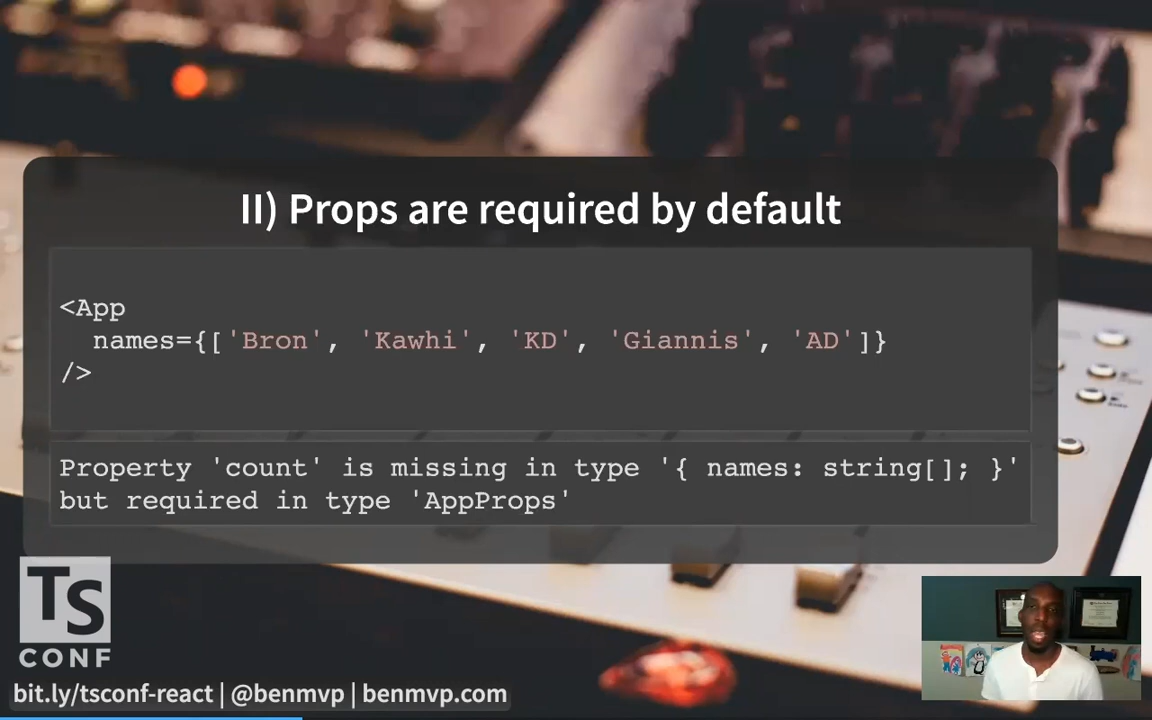 II) Props are required by default
<App
  names={['Bron', 'Kawhi', 'KD', 'Giannis', 'AD']}
/>
Property 'count' is missing in type '{ names: string[]; }'
but required in type 'AppProps'
TS
CONF
bit.ly/tsconf-react | @benmvp | benmvp.com